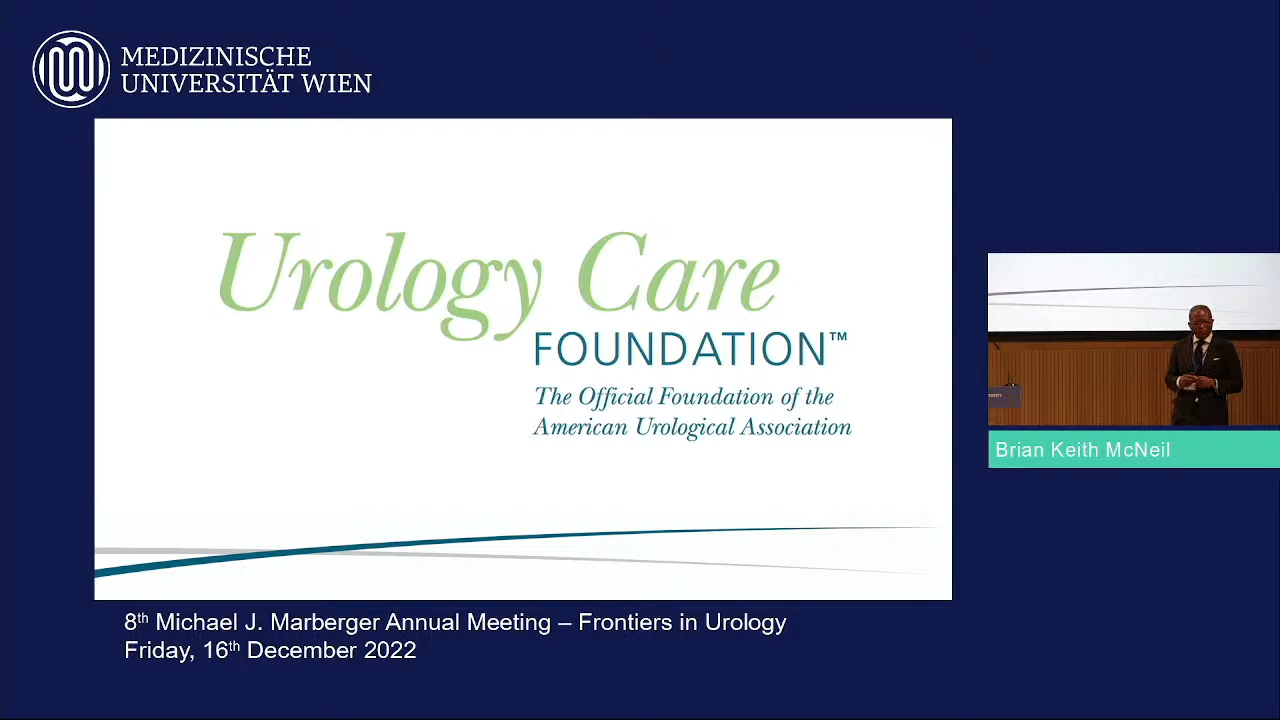 MEDIZINISCHE
UNIVERSITÄT WIEN
Urology Care
FOUNDATION™
The Official Foundation of the
American Urological Association
Brian Keith McNeil
8th Michael J. Marberger Annual Meeting – Frontiers in Urology
Friday, 16th December 2022